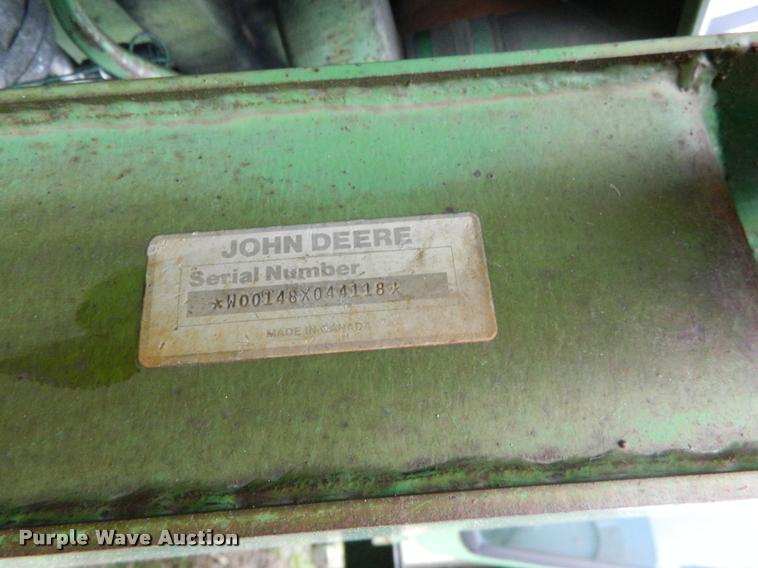 JOHN DEERE
Serial Number
*W00148X044118*
MADE IN CANADA
Purple Wave Auction